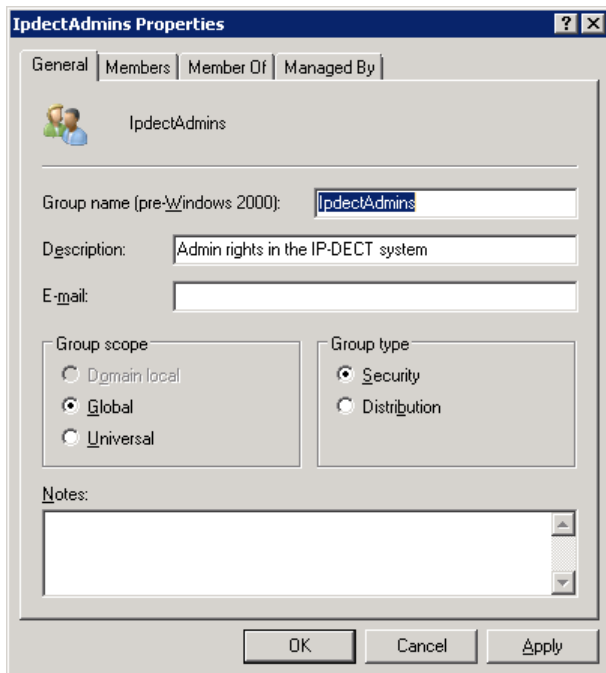 IpdectAdmins Properties
General Members Member Of Managed By
IpdectAdmins
Group name (pre-Windows 2000): IpdectAdmins
Description: Admin rights in the IP-DECT system
E-mail:
Group scope Group type
Domain local Security
Global Distribution
Universal
Notes:
OK Cancel Apply